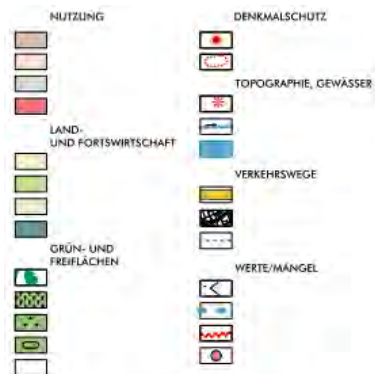 NUTZUNG
LAND-
UND FORTSWIRTSCHAFT
GRÜN- UND
FREIFLÄCHEN
DENKMALSCHUTZ
TOPOGRAPHIE, GEWÄSSER
VERKEHRSWEGE
WERTE/MÄNGEL